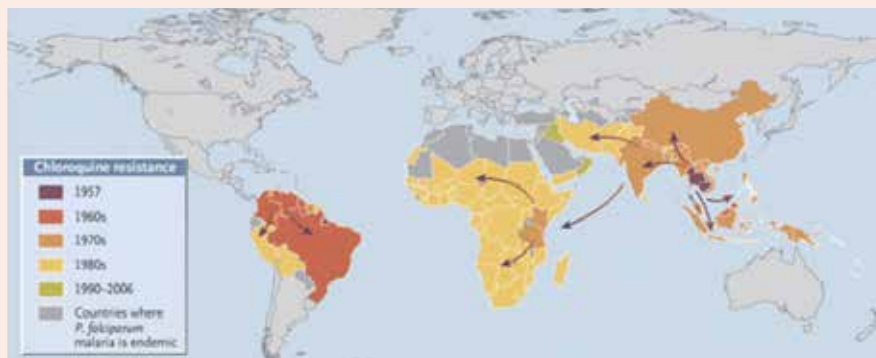 Chloroquine resistance
1957
1960s
1970s
1980s
1990–2006
Countries where
P. falciparum
malaria is endemic